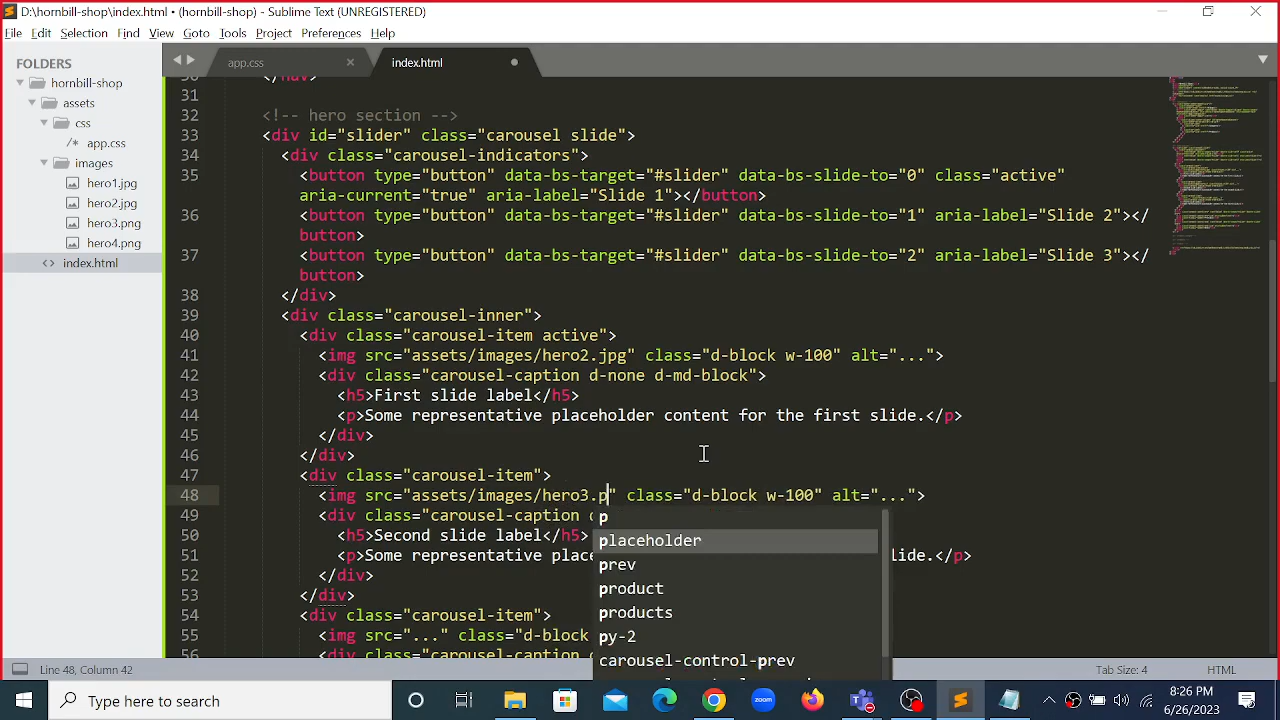 D:\hornbill-shop\index.html • (hornbill-shop) - Sublime Text (UNREGISTERED)
File Edit Selection Find View Goto Tools Project Preferences Help
FOLDERS
hornbill-shop
assets
css
app.css
images
hero1.jpg
hero2.jpg
hero3.png
hero4.png
index.html
app.css
index.html
31
32 <!-- hero section -->
33 <div id="slider" class="carousel slide">
34 <div class="carousel-indicators">
35 <button type="button" data-bs-target="#slider" data-bs-slide-to="0" class="active"
aria-current="true" aria-label="Slide 1"></button>
36 <button type="button" data-bs-target="#slider" data-bs-slide-to="1" aria-label="Slide 2"></
button>
37 <button type="button" data-bs-target="#slider" data-bs-slide-to="2" aria-label="Slide 3"></
button>
38 </div>
39 <div class="carousel-inner">
40 <div class="carousel-item active">
41 <img src="assets/images/hero2.jpg" class="d-block w-100" alt="...">
42 <div class="carousel-caption d-none d-md-block">
43 <h5>First slide label</h5>
44 <p>Some representative placeholder content for the first slide.</p>
45 </div>
46 </div>
47 <div class="carousel-item">
48 <img src="assets/images/hero3.p" class="d-block w-100" alt="...">
49 <div class="carousel-caption
50 <h5>Second slide label</h5>
51 <p>Some representative place lide.</p>
52 </div>
53 </div>
54 <div class="carousel-item">
55 <img src="..." class="d-block
56 <div class="carousel-caption
p
placeholder
prev
product
products
py-2
carousel-control-prev
Line 48, Column 42
Tab Size: 4
HTML
Type here to search
zoom
8:26 PM
6/26/2023